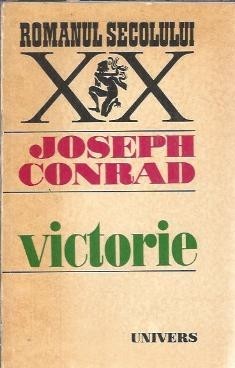 ROMANUL SECOLULUI
XX
JOSEPH
CONRAD
victorie
UNIVERS